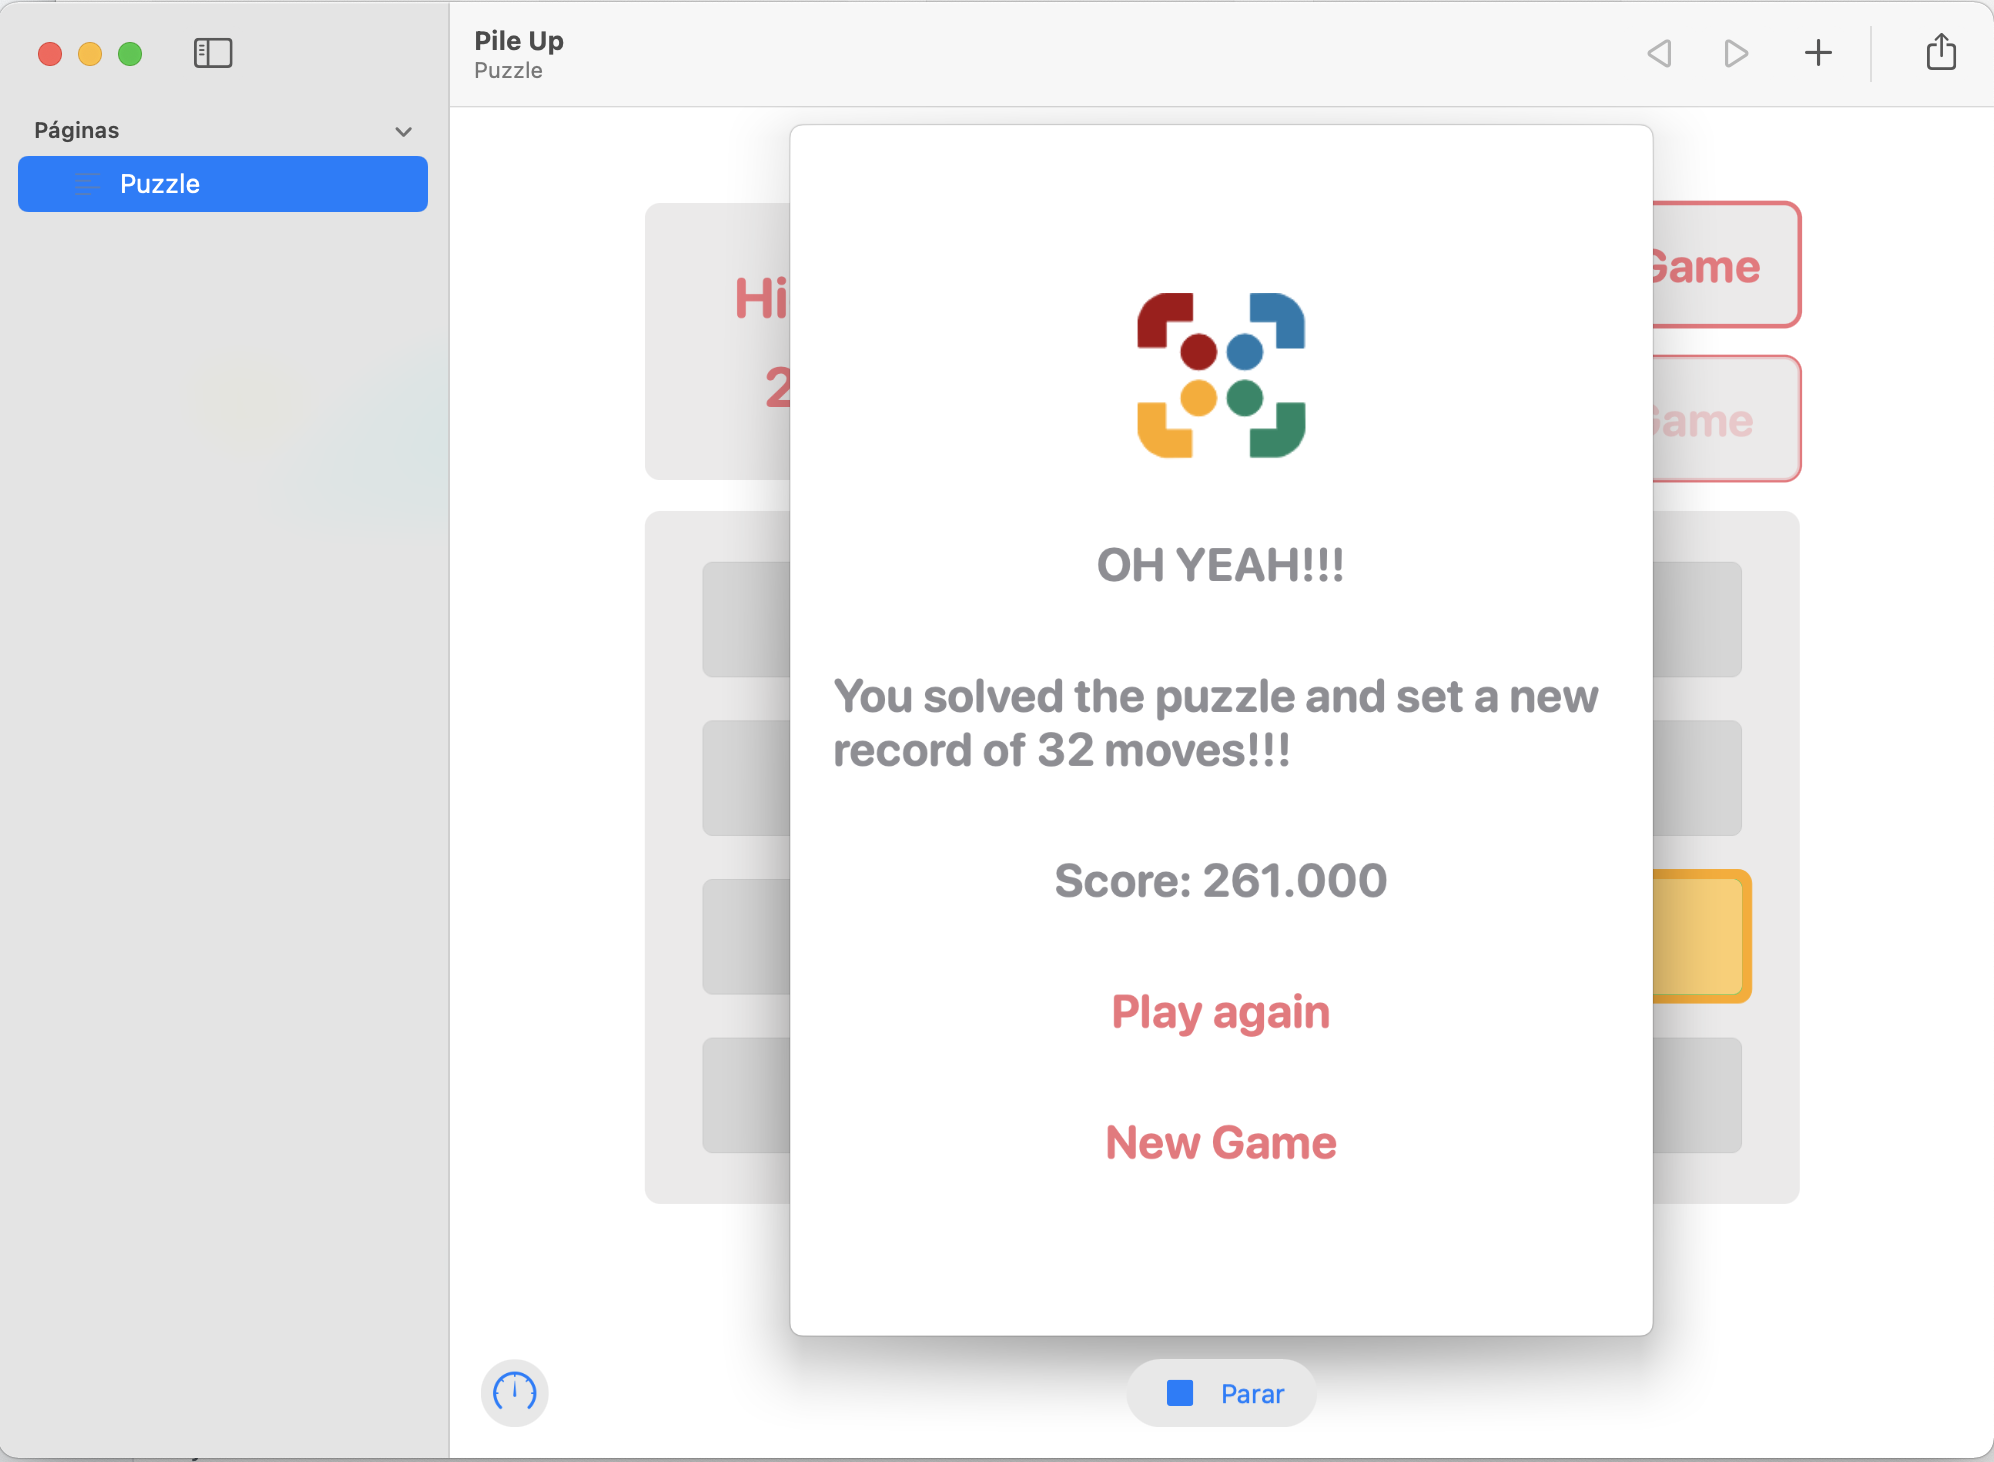 Pile Up
Puzzle
Páginas
Puzzle
Hi
2
Game
Game
OH YEAH!!!
You solved the puzzle and set a new
record of 32 moves!!!
Score: 261.000
Play again
New Game
Parar